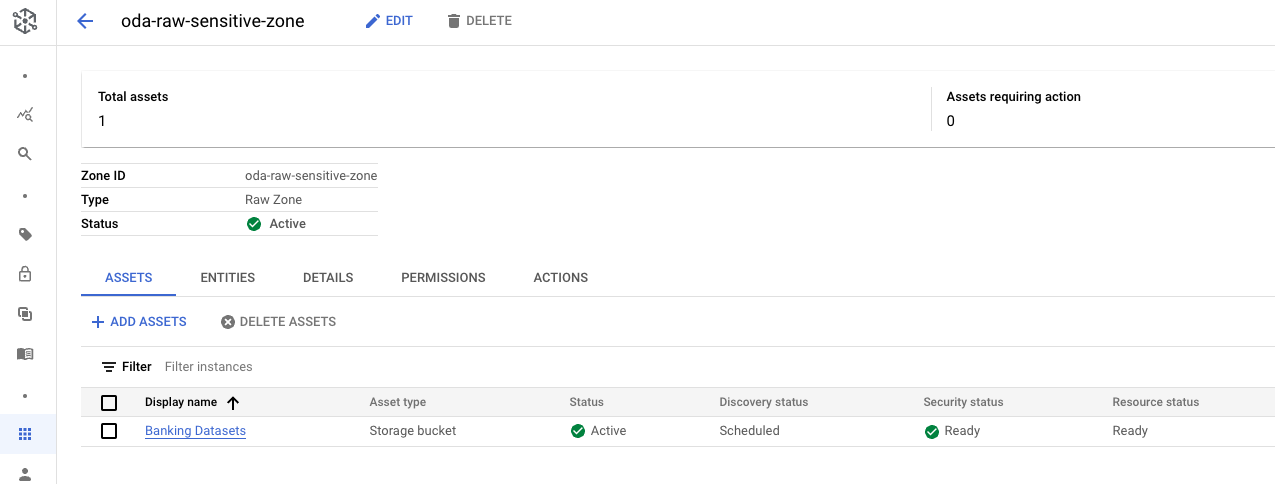 oda-raw-sensitive-zone EDIT DELETE
Total assets Assets requiring action
1 0
Zone ID oda-raw-sensitive-zone
Type Raw Zone
Status Active
ASSETS ENTITIES DETAILS PERMISSIONS ACTIONS
ADD ASSETS DELETE ASSETS
Filter Filter instances
Display name Asset type Status Discovery status Security status Resource status
Banking Datasets Storage bucket Active Scheduled Ready Ready